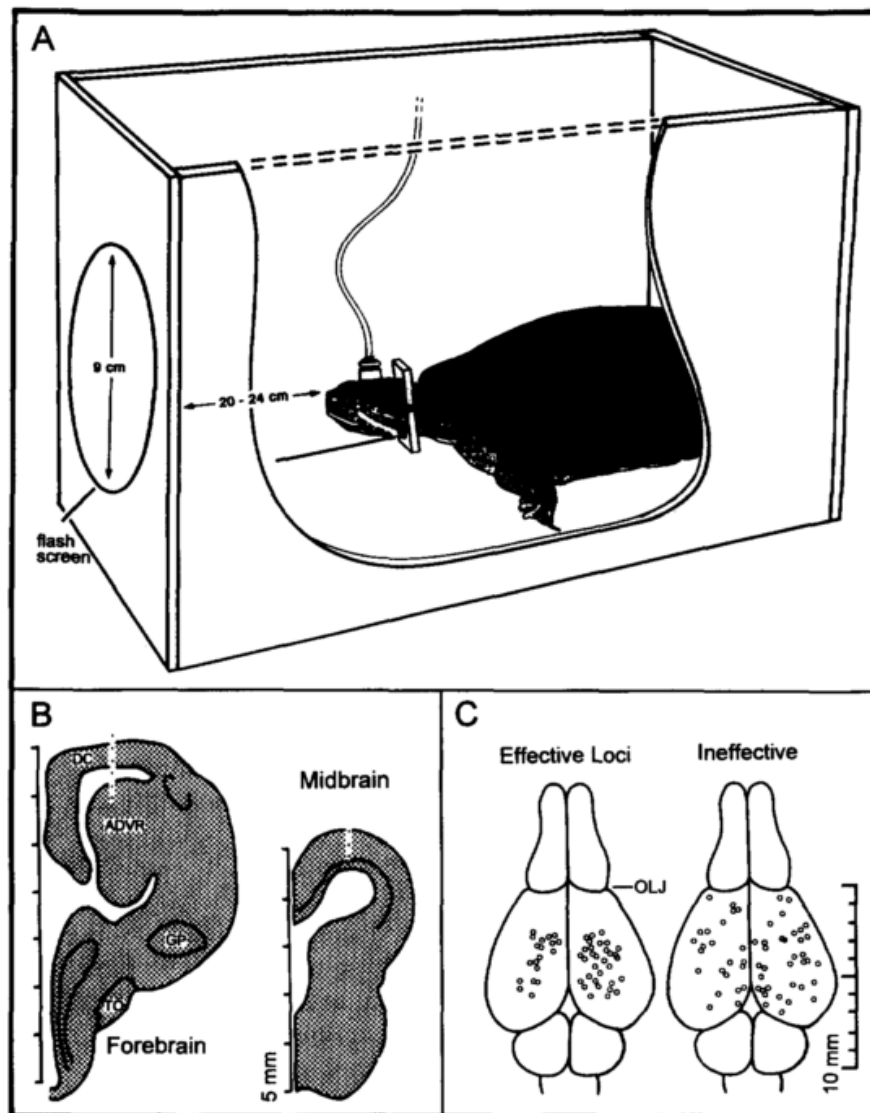 A
9 cm
20 - 24 cm
flash
screen
B
DC
ADVR
GP
TO
Forebrain
Midbrain
5 mm
C
Effective Loci
Ineffective
OLJ
10 mm